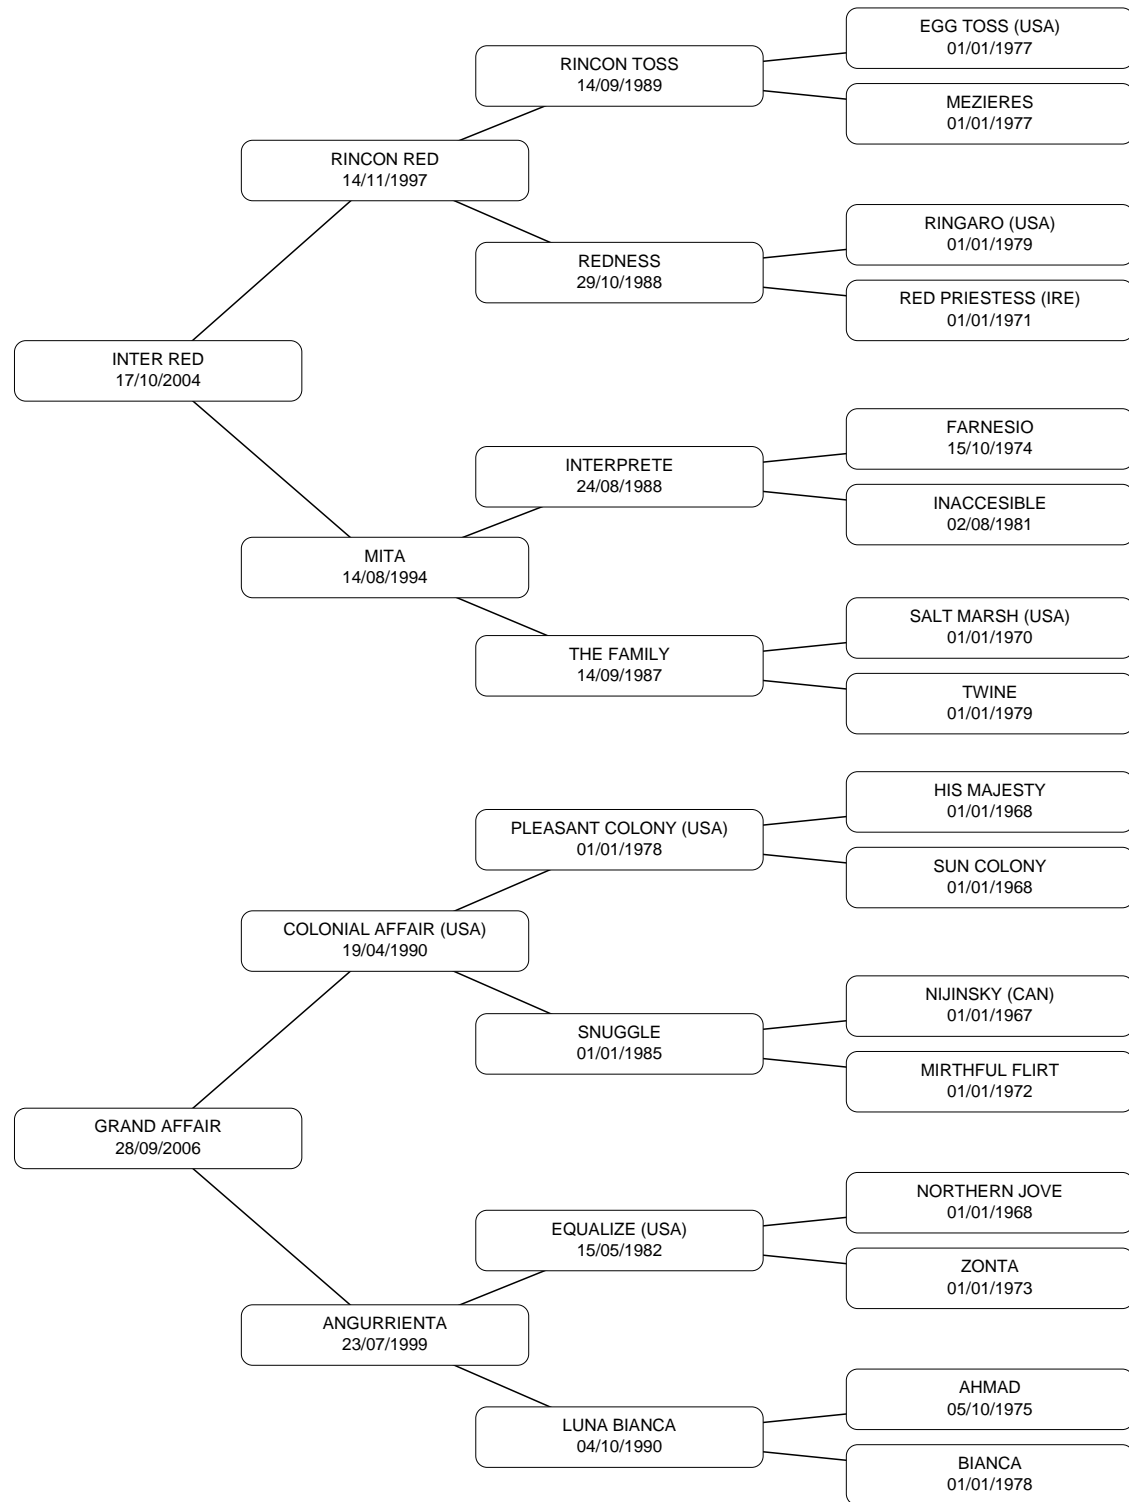 EGG TOSS (USA)
01/01/1977
RINCON TOSS
14/09/1989
MEZIERES
01/01/1977
RINCON RED
14/11/1997
RINGARO (USA)
01/01/1979
REDNESS
29/10/1988
RED PRIESTESS (IRE)
01/01/1971
INTER RED
17/10/2004
FARNESIO
15/10/1974
INTERPRETE
24/08/1988
INACCESIBLE
02/08/1981
MITA
14/08/1994
SALT MARSH (USA)
01/01/1970
THE FAMILY
14/09/1987
TWINE
01/01/1979
HIS MAJESTY
01/01/1968
PLEASANT COLONY (USA)
01/01/1978
SUN COLONY
01/01/1968
COLONIAL AFFAIR (USA)
19/04/1990
NIJINSKY (CAN)
01/01/1967
SNUGGLE
01/01/1985
MIRTHFUL FLIRT
01/01/1972
GRAND AFFAIR
28/09/2006
NORTHERN JOVE
01/01/1968
EQUALIZE (USA)
15/05/1982
ZONTA
01/01/1973
ANGURRIENTA
23/07/1999
AHMAD
05/10/1975
LUNA BIANCA
04/10/1990
BIANCA
01/01/1978